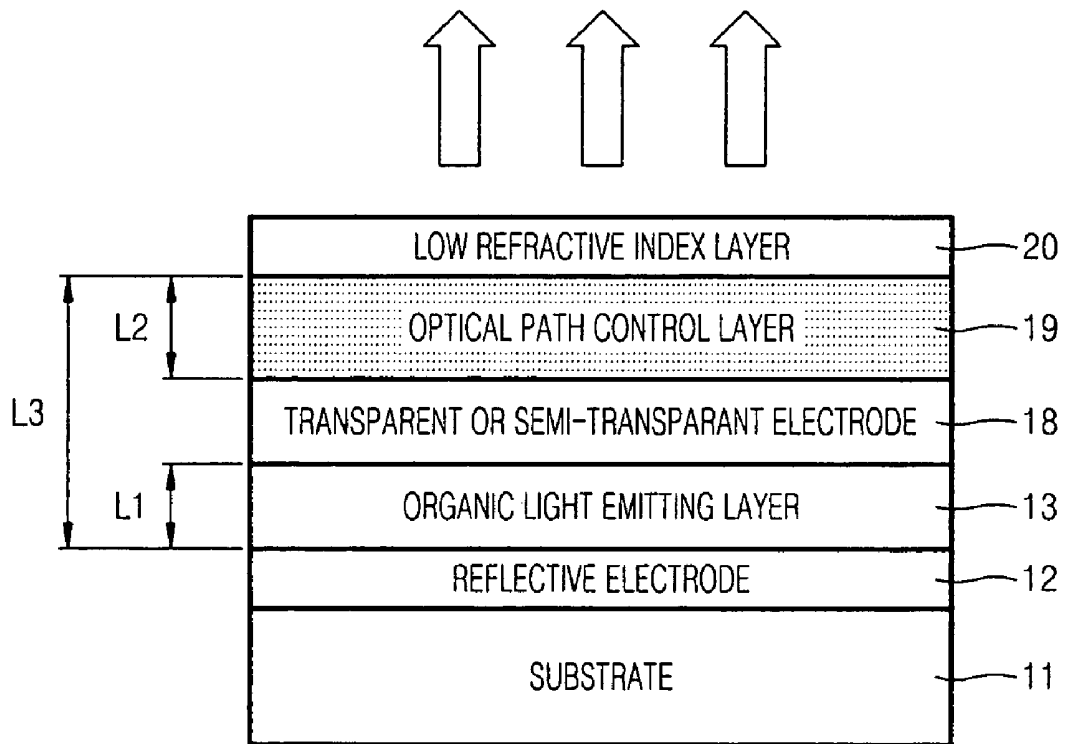 LOW REFRACTIVE INDEX LAYER 20
L2 OPTICAL PATH CONTROL LAYER 19
L3
TRANSPARENT OR SEMI-TRANSPARANT ELECTRODE 18
L1 ORGANIC LIGHT EMITTING LAYER 13
REFLECTIVE ELECTRODE 12
SUBSTRATE 11